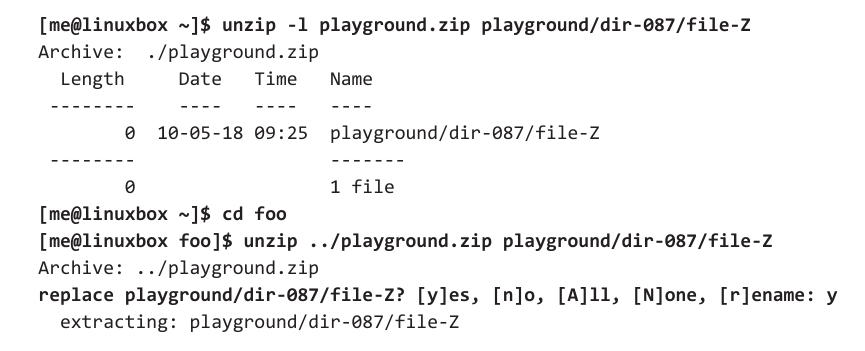 [me@linuxbox ~]$ unzip -l playground.zip playground/dir-087/file-Z
Archive:  ./playground.zip
  Length     Date   Time   Name
 --------    ----   ----   ----
        0  10-05-18 09:25  playground/dir-087/file-Z
 --------                  -------
        0                  1 file
[me@linuxbox ~]$ cd foo
[me@linuxbox foo]$ unzip ../playground.zip playground/dir-087/file-Z
Archive: ../playground.zip
replace playground/dir-087/file-Z? [y]es, [n]o, [A]ll, [N]one, [r]ename: y
  extracting: playground/dir-087/file-Z